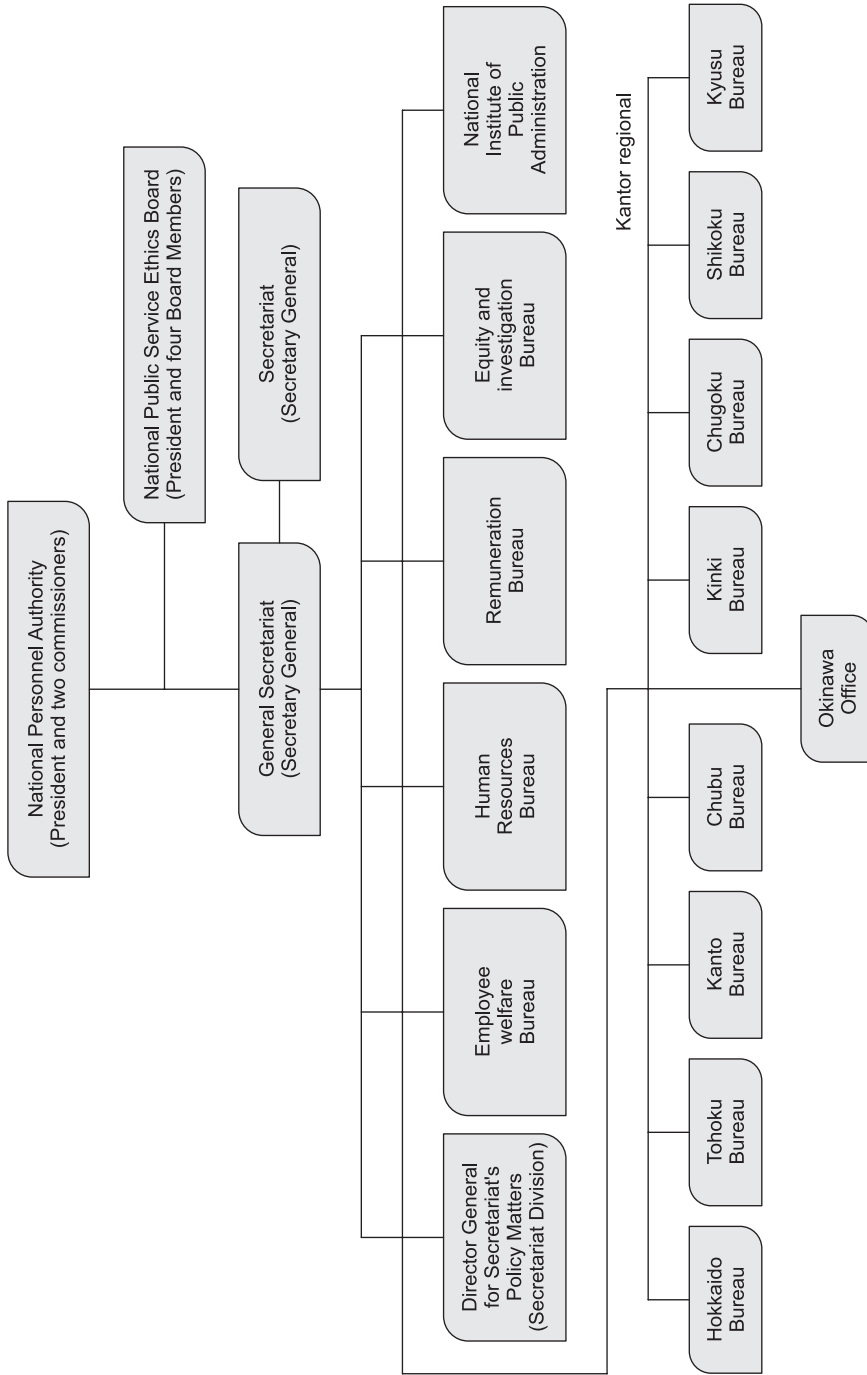 National Personnel Authority
(President and two commissioners)
National Public Service Ethics Board
(President and four Board Members)
General Secretariat
(Secretary General)
Secretariat
(Secretary General)
Director General
for Secretariat's
Policy Matters
(Secretariat Division)
Employee
welfare
Bureau
Human
Resources
Bureau
Remuneration
Bureau
Equity and
investigation
Bureau
National
Institute of
Public
Administration
Kantor regional
Hokkaido
Bureau
Tohoku
Bureau
Kanto
Bureau
Chubu
Bureau
Kinki
Bureau
Chugoku
Bureau
Shikoku
Bureau
Kyusu
Bureau
Okinawa
Office